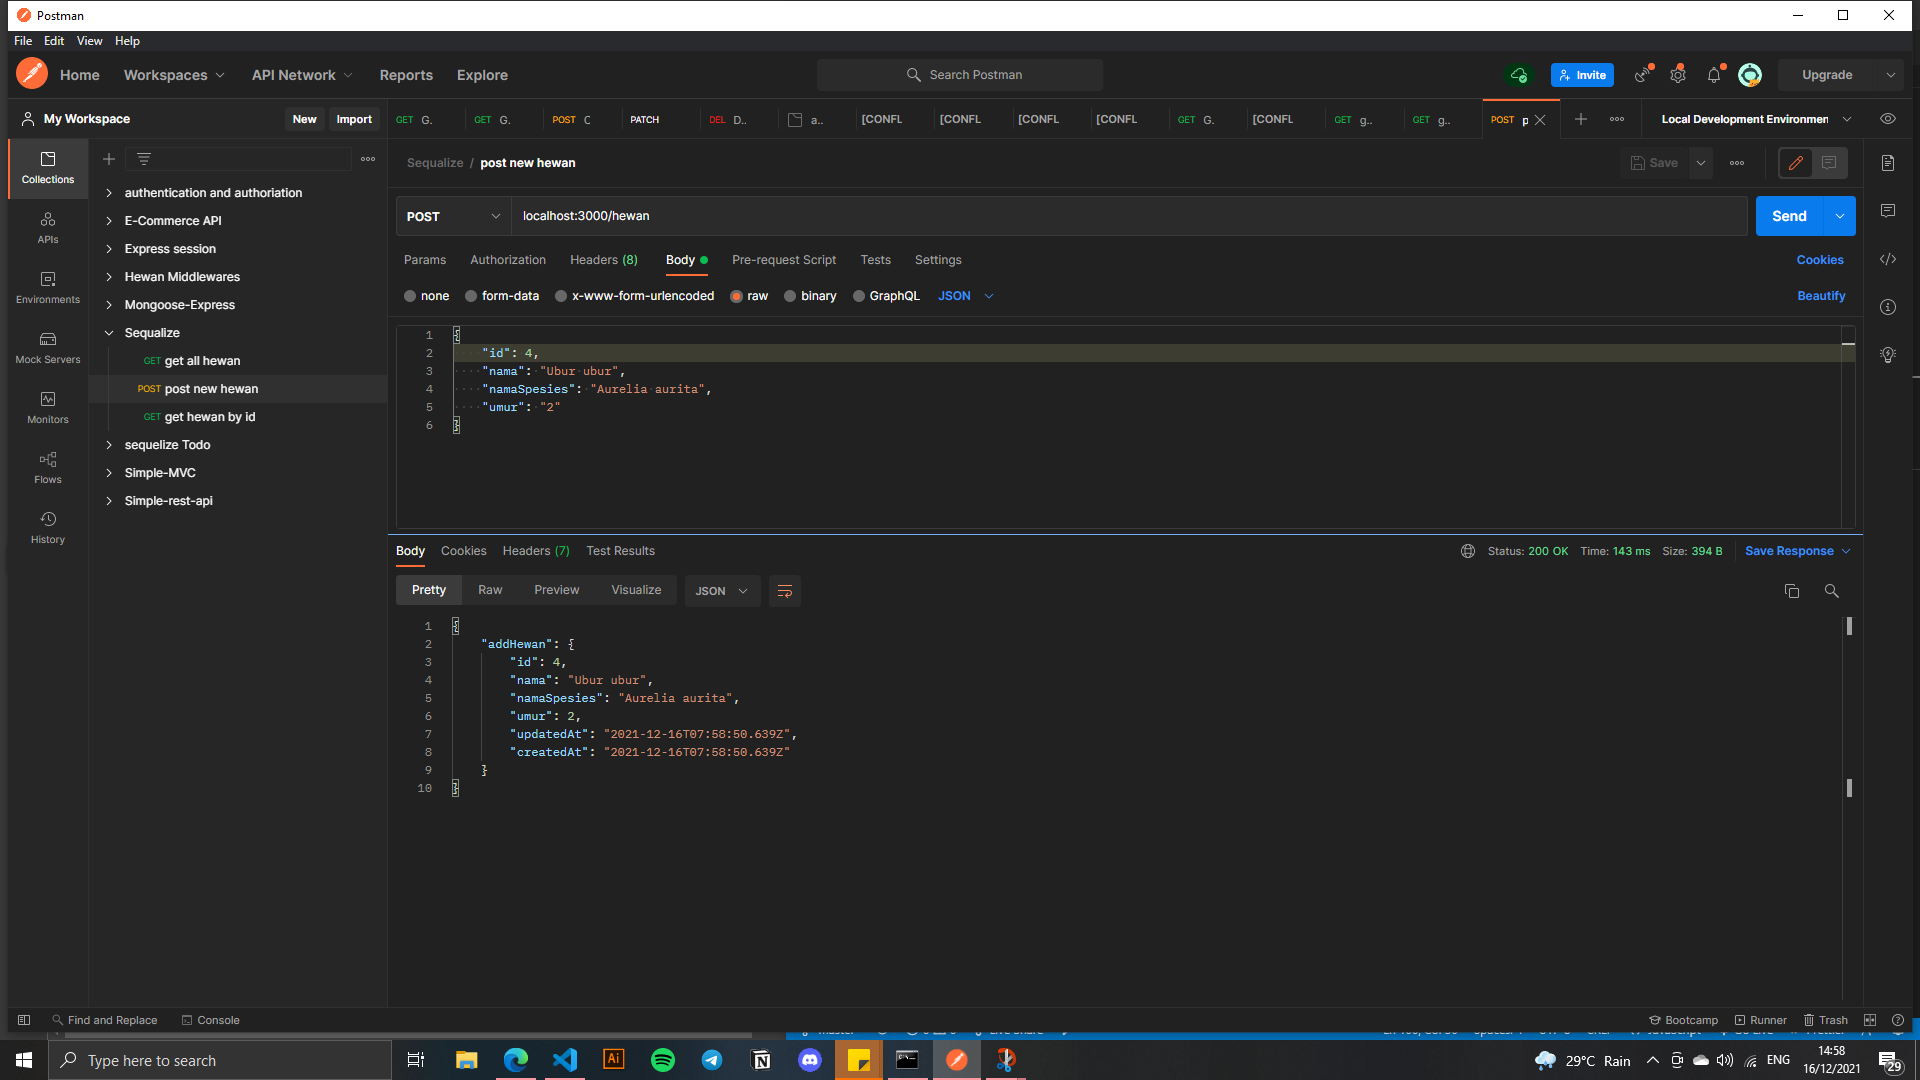 Postman
File Edit View Help
Home Workspaces API Network Reports Explore Search Postman Invite Upgrade
My Workspace New Import
GET G. GET G. POST C PATCH DEL D.. a.. [CONFL [CONFL [CONFL [CONFL GET G. [CONFL GET g.. GET g.. POST p Local Development Environmen
Sequalize / post new hewan Save
Collections
APIs
Environments
Mock Servers
Monitors
Flows
History
authentication and authoriation
E-Commerce API
Express session
Hewan Middlewares
Mongoose-Express
Sequalize
GET get all hewan
POST post new hewan
GET get hewan by id
sequelize Todo
Simple-MVC
Simple-rest-api
POST localhost:3000/hewan Send
Params Authorization Headers (8) Body Pre-request Script Tests Settings Cookies
none form-data x-www-form-urlencoded raw binary GraphQL JSON Beautify
1 {
2 "id": 4,
3 "nama": "Ubur ubur",
4 "namaSpesies": "Aurelia aurita",
5 "umur": "2"
6 }
Body Cookies Headers (7) Test Results Status: 200 OK Time: 143 ms Size: 394 B Save Response
Pretty Raw Preview Visualize JSON
1 {
2 "addHewan": {
3 "id": 4,
4 "nama": "Ubur ubur",
5 "namaSpesies": "Aurelia aurita",
6 "umur": 2,
7 "updatedAt": "2021-12-16T07:58:50.639Z",
8 "createdAt": "2021-12-16T07:58:50.639Z"
9 }
10 }
Find and Replace Console Bootcamp Runner Trash
Type here to search Ai 29°C Rain ENG 14:58
16/12/2021 29